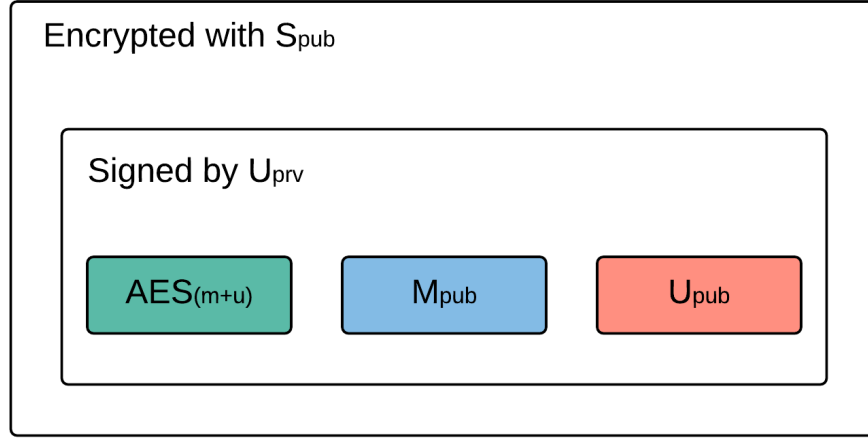 Encrypted with Spub
Signed by Uprv
AES(m+u)
Mpub
Upub